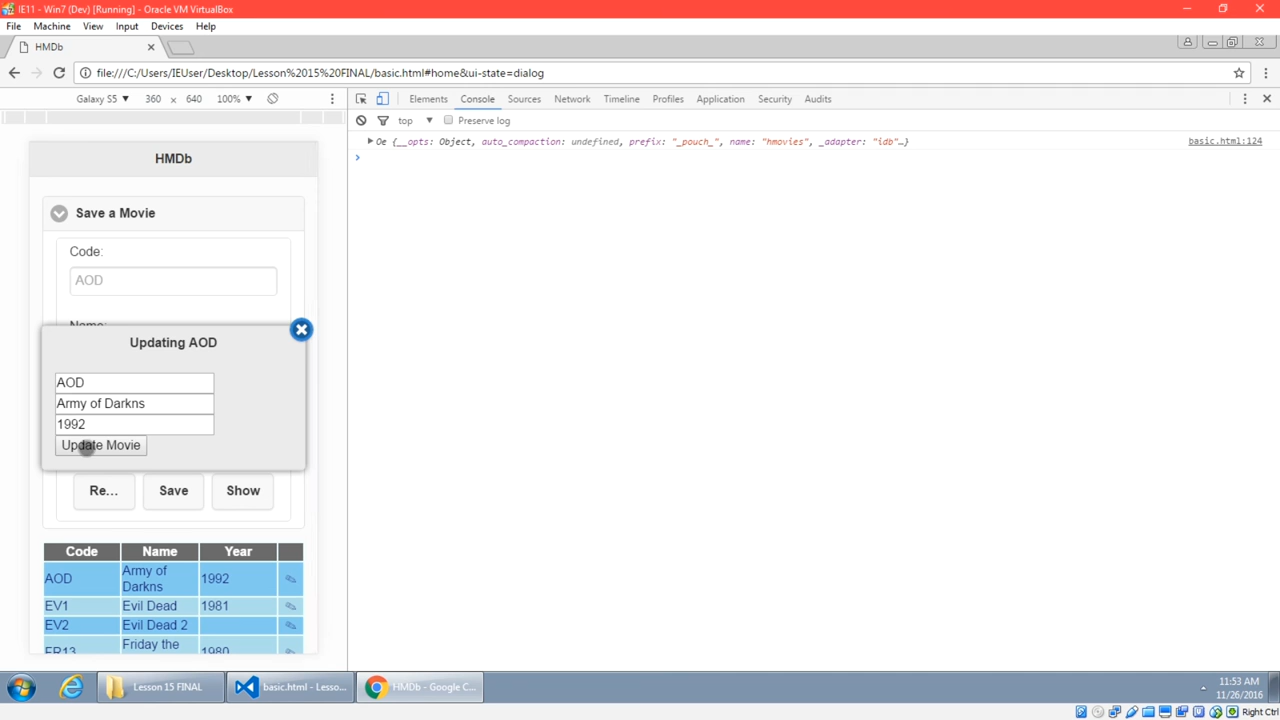 IE11 - Win7 (Dev) [Running] - Oracle VM VirtualBox
File Machine View Input Devices Help
HMDb
file:///C:/Users/IEUser/Desktop/Lesson%2015%20FINAL/basic.html#home&ui-state=dialog
Galaxy S5 ▼ 360 × 640 100% ▼
Elements Console Sources Network Timeline Profiles Application Security Audits
top ▼ Preserve log
Oe {__opts: Object, auto_compaction: undefined, prefix: "_pouch_", name: "hmovies", _adapter: "idb"…} basic.html:124
HMDb
Save a Movie
Code:
AOD
Name:
Updating AOD
AOD
Army of Darkns
1992
Update Movie
Re... Save Show
Code Name Year
AOD Army of Darkns 1992
EV1 Evil Dead 1981
EV2 Evil Dead 2
FR13 Friday the 1980
Lesson 15 FINAL basic.html - Lesso... HMDb - Google C...
11:53 AM
11/26/2016
Right Ctrl